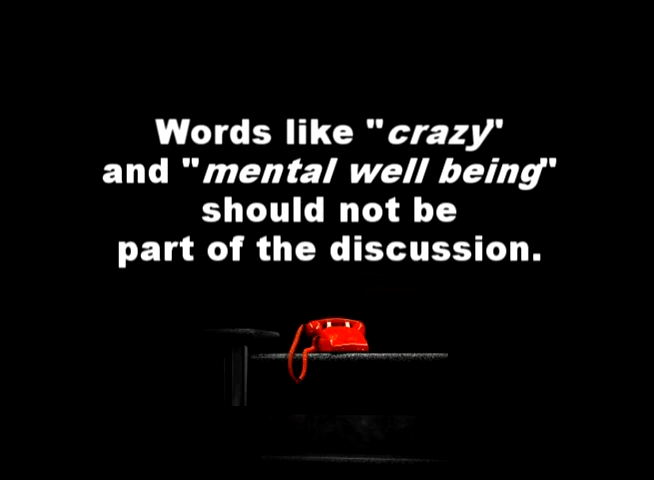 Words like "crazy"
and "mental well being"
should not be
part of the discussion.